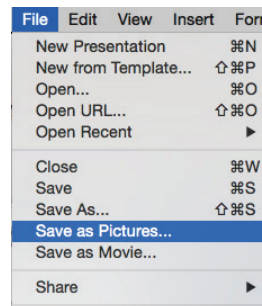 File Edit View Insert For
New Presentation ⌘N
New from Template... ⇧⌘P
Open... ⌘O
Open URL... ⇧⌘O
Open Recent ▶
Close ⌘W
Save ⌘S
Save As... ⇧⌘S
Save as Pictures...
Save as Movie...
Share ▶